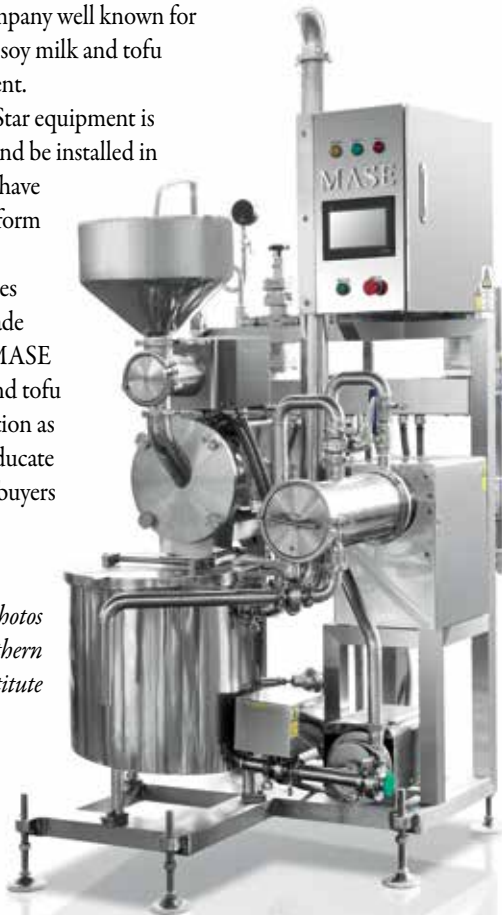 mpany well known for
soy milk and tofu
ent.
Star equipment is
nd be installed in
have
form
es
ade
MASE
nd tofu
tion as
ducate
buyers
hotos
thern
titute
MASE